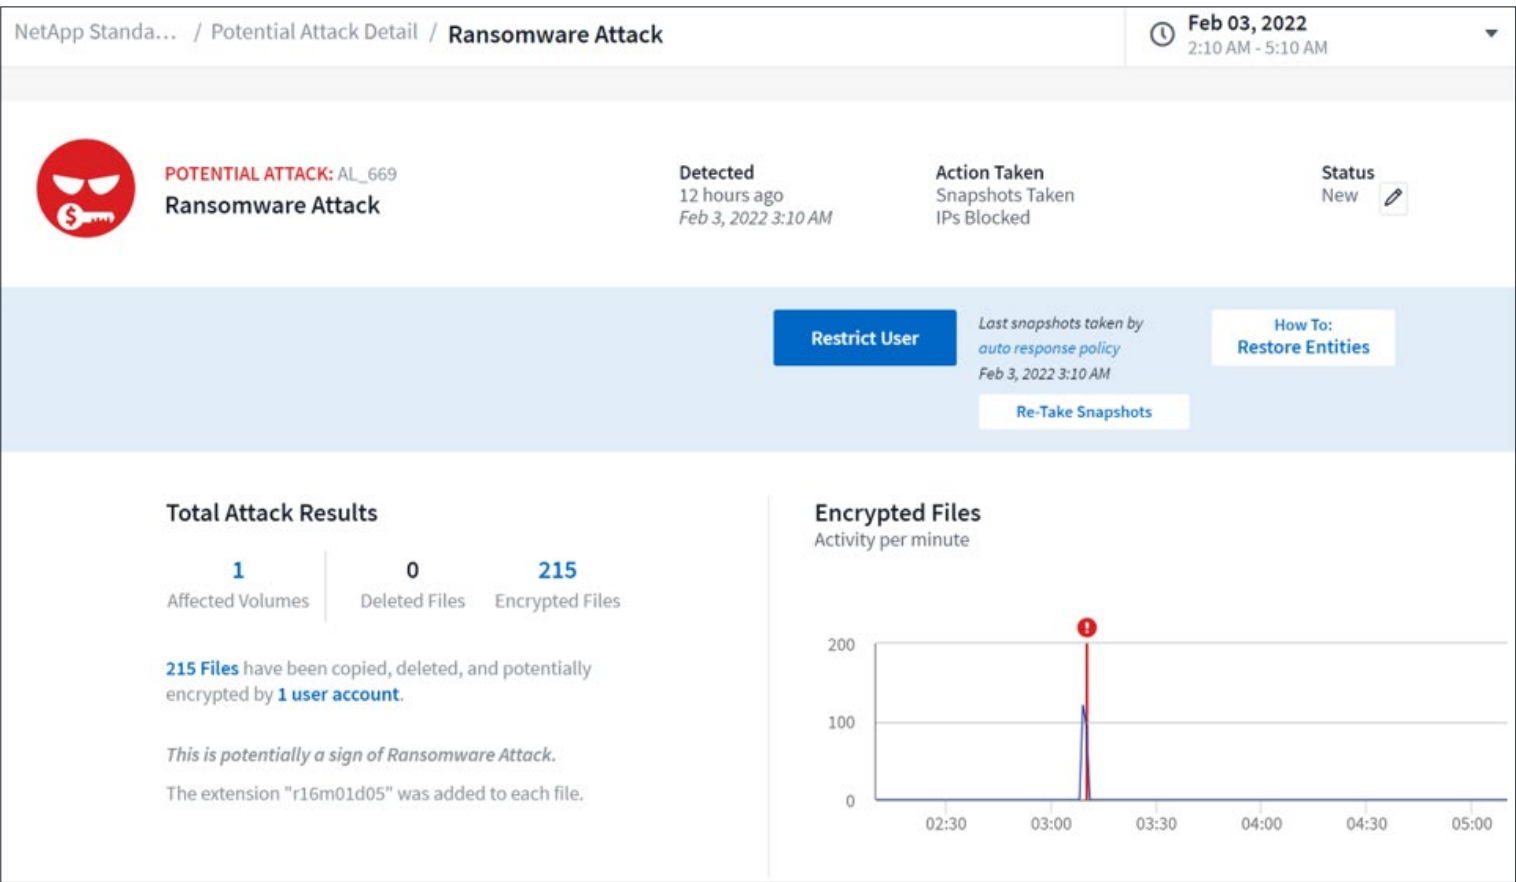 NetApp Standa... / Potential Attack Detail / Ransomware Attack
Feb 03, 2022
2:10 AM - 5:10 AM
POTENTIAL ATTACK: AL_669
Ransomware Attack
Detected
12 hours ago
Feb 3, 2022 3:10 AM
Action Taken
Snapshots Taken
IPs Blocked
Status
New
Restrict User
Last snapshots taken by
auto response policy
Feb 3, 2022 3:10 AM
Re-Take Snapshots
How To:
Restore Entities
Total Attack Results
1
Affected Volumes
0
Deleted Files
215
Encrypted Files
215 Files have been copied, deleted, and potentially
encrypted by 1 user account.
This is potentially a sign of Ransomware Attack.
The extension "r16m01d05" was added to each file.
Encrypted Files
Activity per minute
200
100
0
02:30 03:00 03:30 04:00 04:30 05:00